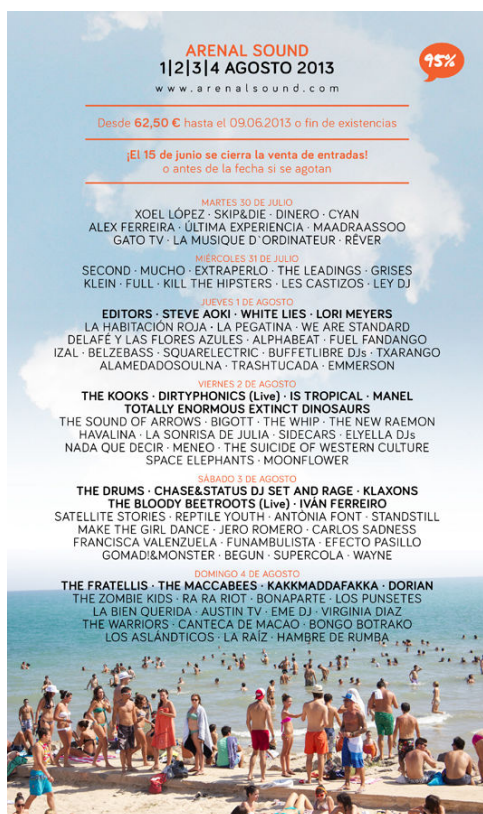 ARENAL SOUND
1|2|3|4 AGOSTO 2013
www.arenalsound.com
95%
Desde 62,50 € hasta el 09.06.2013 o fin de existencias
¡El 15 de junio se cierra la venta de entradas!
o antes de la fecha si se agotan
MARTES 30 DE JULIO
XOEL LÓPEZ · SKIP&DIE · DINERO · CYAN
ALEX FERREIRA · ÚLTIMA EXPERIENCIA · MAADRAASSOO
GATO TV · LA MUSIQUE D`ORDINATEUR · RÊVER
MIÉRCOLES 31 DE JULIO
SECOND · MUCHO · EXTRAPERLO · THE LEADINGS · GRISES
KLEIN · FULL · KILL THE HIPSTERS · LES CASTIZOS · LEY DJ
JUEVES 1 DE AGOSTO
EDITORS · STEVE AOKI · WHITE LIES · LORI MEYERS
LA HABITACIÓN ROJA · LA PEGATINA · WE ARE STANDARD
DELAFÉ Y LAS FLORES AZULES · ALPHABEAT · FUEL FANDANGO
IZAL · BELZEBASS · SQUARELECTRIC · BUFFETLIBRE DJs · TXARANGO
ALAMEDADOSOULNA · TRASHTUCADA · EMMERSON
VIERNES 2 DE AGOSTO
THE KOOKS · DIRTYPHONICS (Live) · IS TROPICAL · MANEL
TOTALLY ENORMOUS EXTINCT DINOSAURS
THE SOUND OF ARROWS · BIGOTT · THE WHIP · THE NEW RAEMON
HAVALINA · LA SONRISA DE JULIA · SIDECARS · ELYELLA DJs
NADA QUE DECIR · MENEO · THE SUICIDE OF WESTERN CULTURE
SPACE ELEPHANTS · MOONFLOWER
SÁBADO 3 DE AGOSTO
THE DRUMS · CHASE&STATUS DJ SET AND RAGE · KLAXONS
THE BLOODY BEETROOTS (Live) · IVÁN FERREIRO
SATELLITE STORIES · REPTILE YOUTH · ANTÒNIA FONT · STANDSTILL
MAKE THE GIRL DANCE · JERO ROMERO · CARLOS SADNESS
FRANCISCA VALENZUELA · FUNAMBULISTA · EFECTO PASILLO
GOMAD!&MONSTER · BEGUN · SUPERCOLA · WAYNE
DOMINGO 4 DE AGOSTO
THE FRATELLIS · THE MACCABEES · KAKKMADDAFAKKA · DORIAN
THE ZOMBIE KIDS · RA RA RIOT · BONAPARTE · LOS PUNSETES
LA BIEN QUERIDA · AUSTIN TV · EME DJ · VIRGINIA DIAZ
THE WARRIORS · CANTECA DE MACAO · BONGO BOTRAKO
LOS ASLÁNDTICOS · LA RAÍZ · HAMBRE DE RUMBA